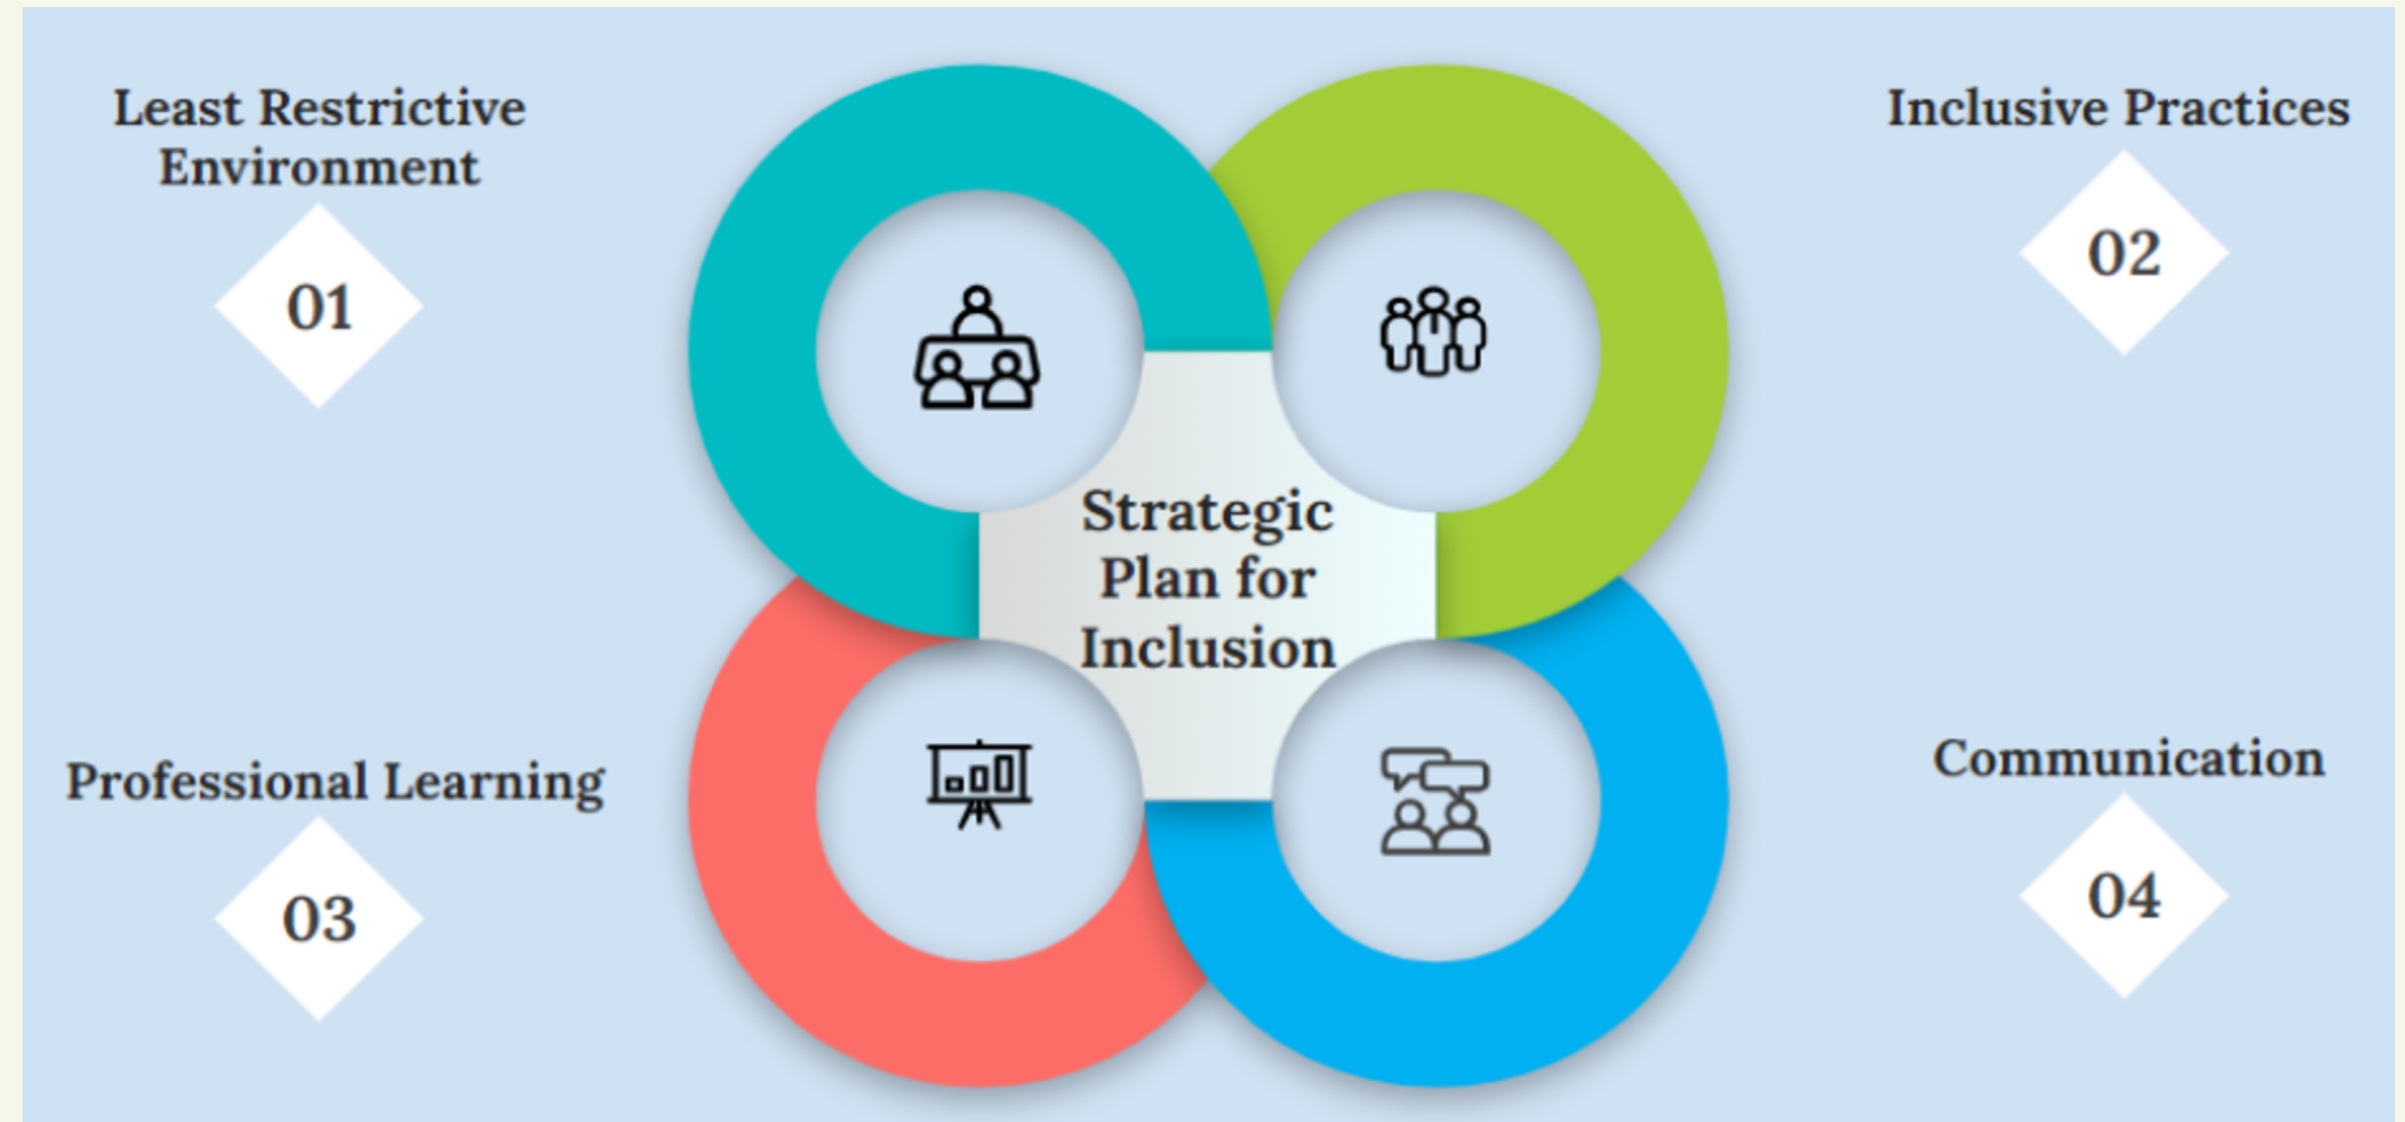 Least Restrictive
Environment
01
Inclusive Practices
02
Strategic
Plan for
Inclusion
Professional Learning
03
Communication
04